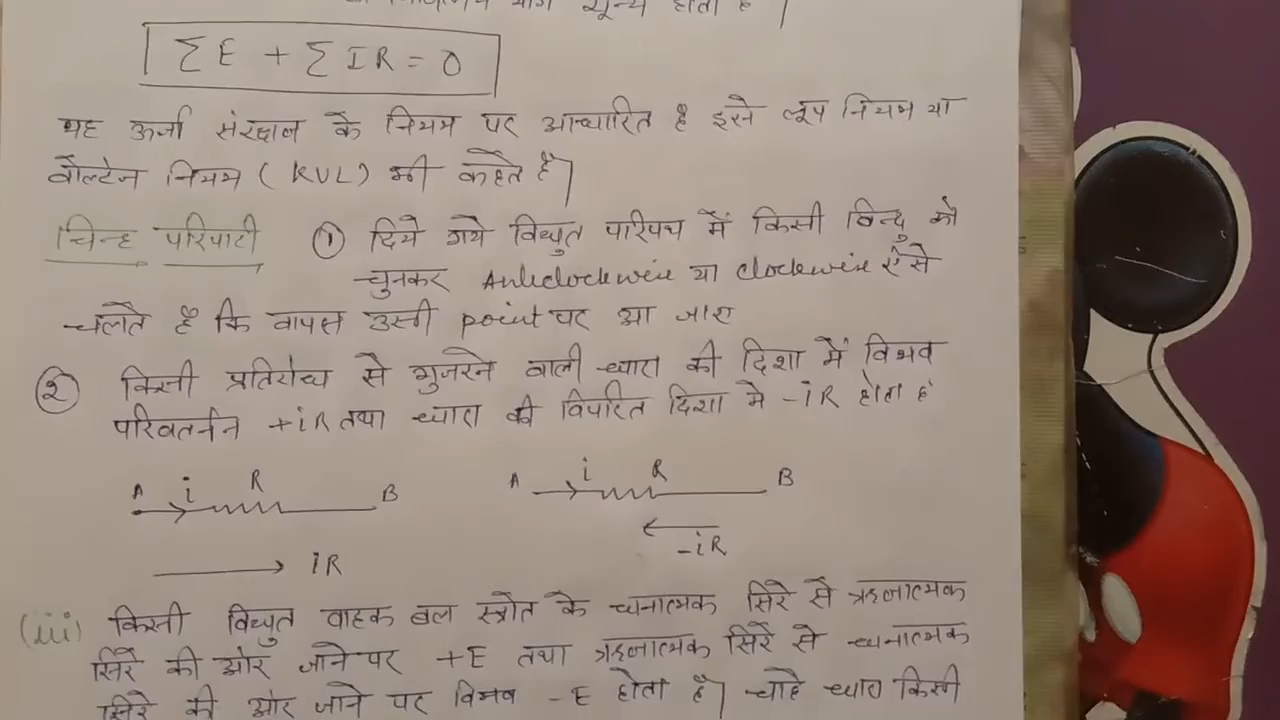 शून्य होता है |
ΣE + ΣIR = 0
यह ऊर्जा संरक्षण के नियम पर आधारित है इसे लूप नियम या
वोल्टेज नियम ( KVL) भी कहते है|
चिन्ह परिपाटी ① दिये गये विद्युत परिपथ में किसी बिन्दु को
चुनकर Anticlockwise या clockwise ऐसे
चलते है कि वापस उसी point पर आ जाए
② किसी प्रतिरोध से गुजरने वाली धारा की दिशा में विभव
परिवर्तन +iR तथा धारा की विपरित दिशा मे -iR होता है
A i R B
A i R B
iR
-iR
(iii) किसी विद्युत वाहक बल स्त्रोत के धनात्मक सिरे से ऋणात्मक
सिरे की ओर जाने पर +E तथा ऋणात्मक सिरे से धनात्मक
सिरे की ओर जाने पर विभव -E होता है| चाहे धारा किसी